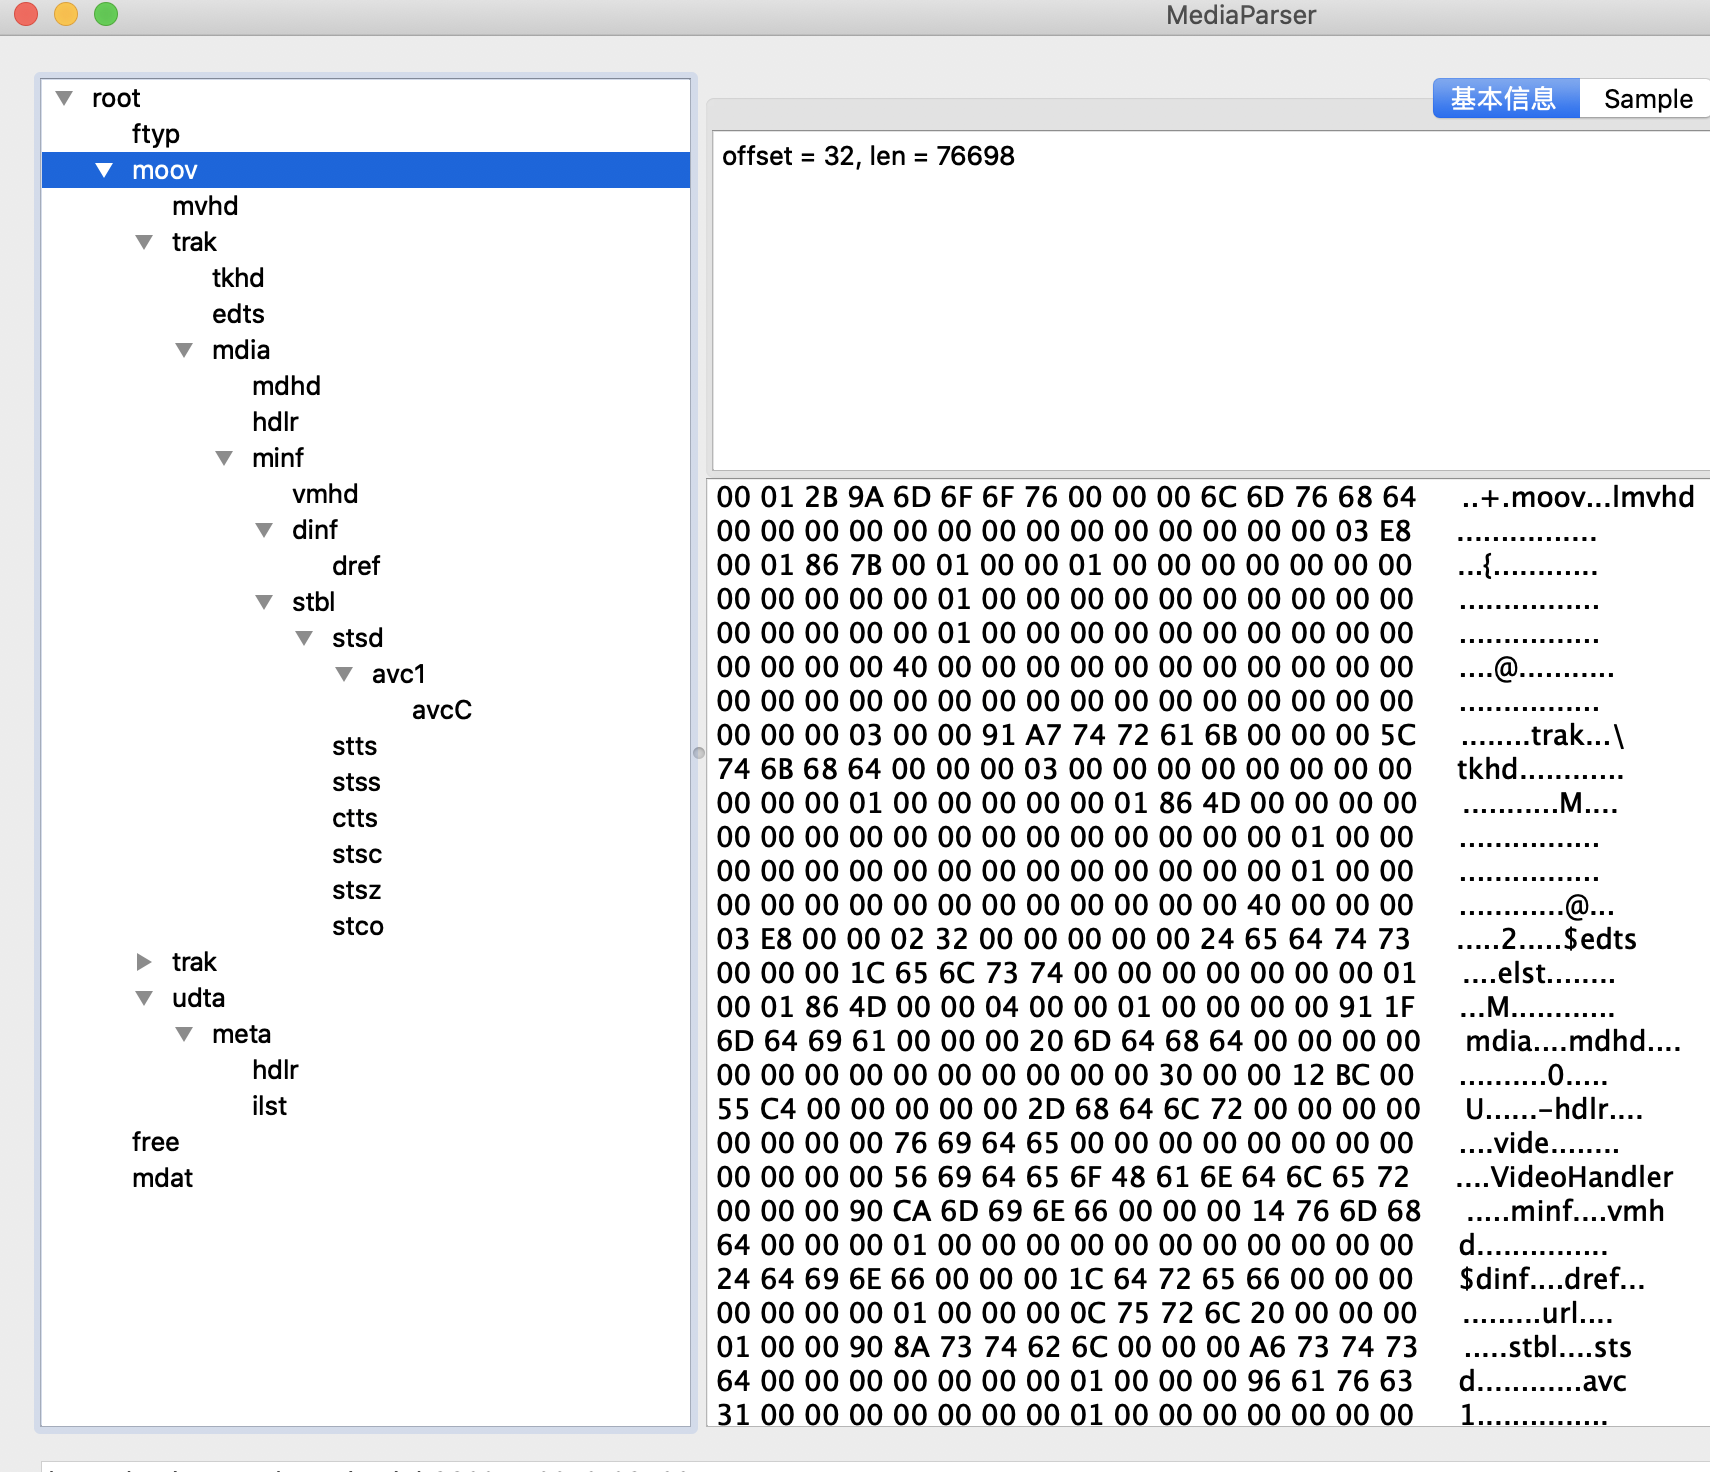 MediaParser
root
ftyp
moov
mvhd
trak
tkhd
edts
mdia
mdhd
hdlr
minf
vmhd
dinf
dref
stbl
stsd
avc1
avcC
stts
stss
ctts
stsc
stsz
stco
trak
udta
meta
hdlr
ilst
free
mdat
基本信息 Sample
offset = 32, len = 76698
00 01 2B 9A 6D 6F 6F 76 00 00 00 6C 6D 76 68 64 ..+.moov...lmvhd
00 00 00 00 00 00 00 00 00 00 00 00 00 00 03 E8 ................
00 01 86 7B 00 01 00 00 01 00 00 00 00 00 00 00 ...{............
00 00 00 00 00 01 00 00 00 00 00 00 00 00 00 00 ................
00 00 00 00 00 01 00 00 00 00 00 00 00 00 00 00 ................
00 00 00 00 40 00 00 00 00 00 00 00 00 00 00 00 ....@...........
00 00 00 00 00 00 00 00 00 00 00 00 00 00 00 00 ................
00 00 00 03 00 00 91 A7 74 72 61 6B 00 00 00 5C ........trak...\
74 6B 68 64 00 00 00 03 00 00 00 00 00 00 00 00 tkhd............
00 00 00 01 00 00 00 00 00 01 86 4D 00 00 00 00 ...........M....
00 00 00 00 00 00 00 00 00 00 00 00 00 01 00 00 ................
00 00 00 00 00 00 00 00 00 00 00 00 00 01 00 00 ................
00 00 00 00 00 00 00 00 00 00 00 00 40 00 00 00 ............@...
03 E8 00 00 02 32 00 00 00 00 00 24 65 64 74 73 .....2.....$edts
00 00 00 1C 65 6C 73 74 00 00 00 00 00 00 00 01 ....elst........
00 01 86 4D 00 00 04 00 00 01 00 00 00 00 91 1F ...M............
6D 64 69 61 00 00 00 20 6D 64 68 64 00 00 00 00 mdia....mdhd....
00 00 00 00 00 00 00 00 00 00 30 00 00 12 BC 00 ..........0.....
55 C4 00 00 00 00 00 2D 68 64 6C 72 00 00 00 00 U......-hdlr....
00 00 00 00 76 69 64 65 00 00 00 00 00 00 00 00 ....vide........
00 00 00 00 56 69 64 65 6F 48 61 6E 64 6C 65 72 ....VideoHandler
00 00 00 90 CA 6D 69 6E 66 00 00 00 14 76 6D 68 .....minf....vmh
64 00 00 00 01 00 00 00 00 00 00 00 00 00 00 00 d...............
24 64 69 6E 66 00 00 00 1C 64 72 65 66 00 00 00 $dinf....dref...
00 00 00 00 01 00 00 00 0C 75 72 6C 20 00 00 00 .........url....
01 00 00 90 8A 73 74 62 6C 00 00 00 A6 73 74 73 .....stbl....sts
64 00 00 00 00 00 00 00 01 00 00 00 96 61 76 63 d............avc
31 00 00 00 00 00 00 00 01 00 00 00 00 00 00 00 1...............